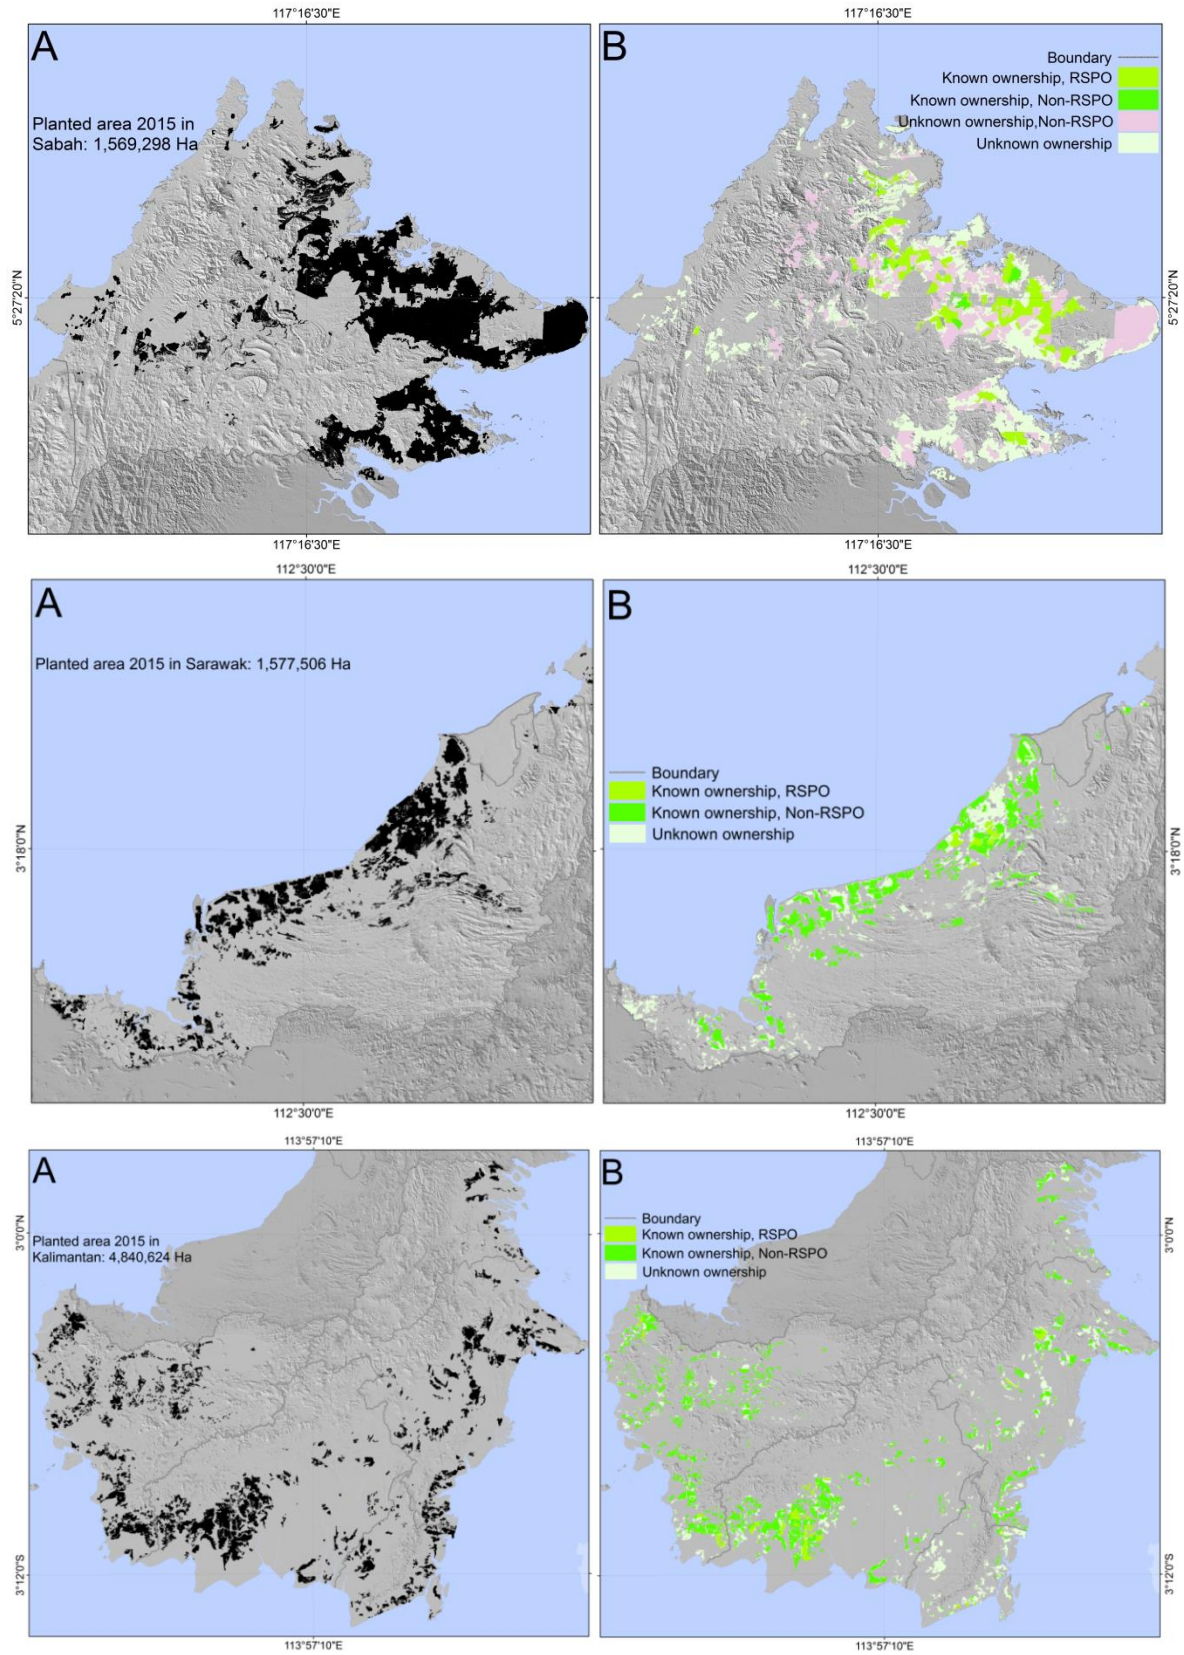 117°16'30"E
117°16'30"E
A
B
Planted area 2015 in
Sabah: 1,569,298 Ha
Boundary
Known ownership, RSPO
Known ownership, Non-RSPO
Unknown ownership,Non-RSPO
Unknown ownership
5°27'20"N
5°27'20"N
117°16'30"E
117°16'30"E
112°30'0"E
112°30'0"E
A
B
Planted area 2015 in Sarawak: 1,577,506 Ha
Boundary
Known ownership, RSPO
Known ownership, Non-RSPO
Unknown ownership
3°18'0"N
3°18'0"N
112°30'0"E
112°30'0"E
113°57'10"E
113°57'10"E
A
B
Planted area 2015 in
Kalimantan: 4,840,624 Ha
Boundary
Known ownership, RSPO
Known ownership, Non-RSPO
Unknown ownership
3°0'0"N
3°0'0"N
3°12'0"S
3°12'0"S
113°57'10"E
113°57'10"E